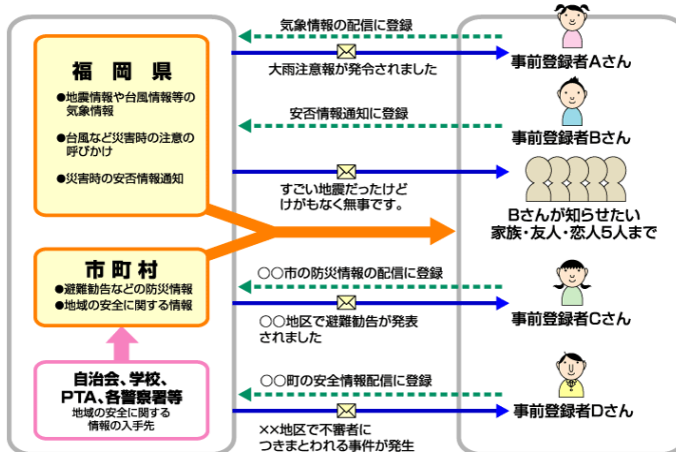 福岡県
●地震情報や台風情報等の
気象情報
●台風など災害時の注意の
呼びかけ
●災害時の安否情報通知
市町村
●避難勧告などの防災情報
●地域の安全に関する情報
自治会、学校、
PTA、各警察署等
地域の安全に関する
情報の入手先
気象情報の配信に登録
大雨注意報が発令されました
安否情報通知に登録
すごい地震だったけど
けがもなく無事です。
○○市の防災情報の配信に登録
○○地区で避難勧告が発表
されました
○○町の安全情報配信に登録
××地区で不審者に
つきまとわれる事件が発生
事前登録者Aさん
事前登録者Bさん
Bさんが知らせたい
家族・友人・恋人5人まで
事前登録者Cさん
事前登録者Dさん